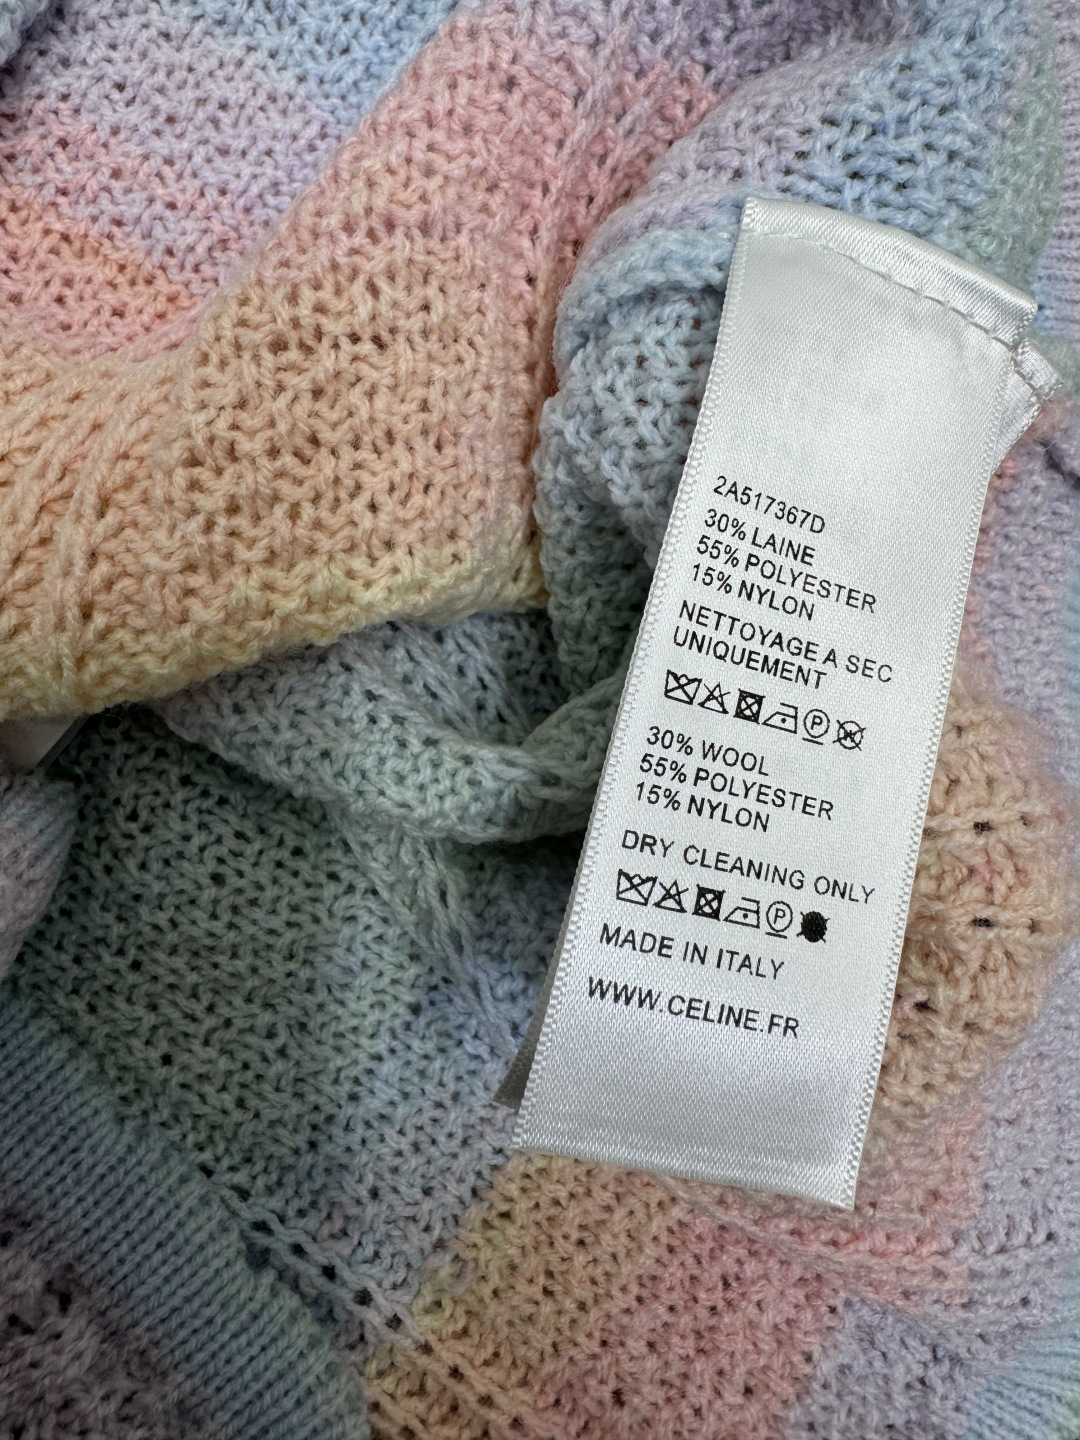 2A517367D
30% LAINE
55% POLYESTER
15% NYLON
NETTOYAGE A SEC
UNIQUEMENT
P
30% WOOL
55% POLYESTER
15% NYLON
DRY CLEANING ONLY
P
MADE IN ITALY
WWW.CELINE.FR